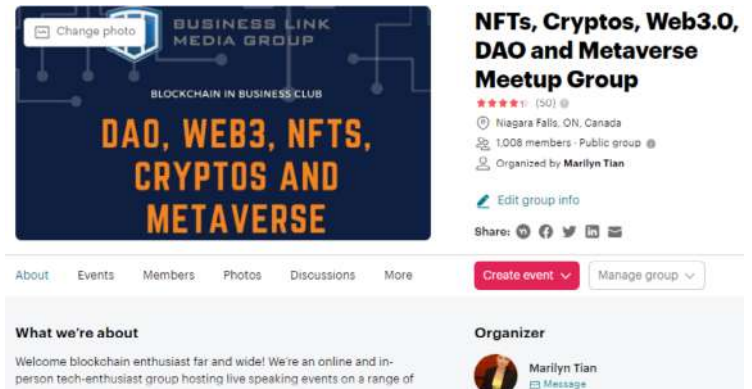 Change photo
BUSINESS LINK
MEDIA GROUP
BLOCKCHAIN IN BUSINESS CLUB
DAO, WEB3, NFTS,
CRYPTOS AND
METAVERSE
NFTs, Cryptos, Web3.0,
DAO and Metaverse
Meetup Group
(50)
Niagara Falls, ON, Canada
1,008 members · Public group
Organized by Marilyn Tian
Edit group info
Share:
About Events Members Photos Discussions More
Create event Manage group
What we're about
Welcome blockchain enthusiast far and wide! We're an online and in-
person tech-enthusiast group hosting live speaking events on a range of
Organizer
Marilyn Tian
Message